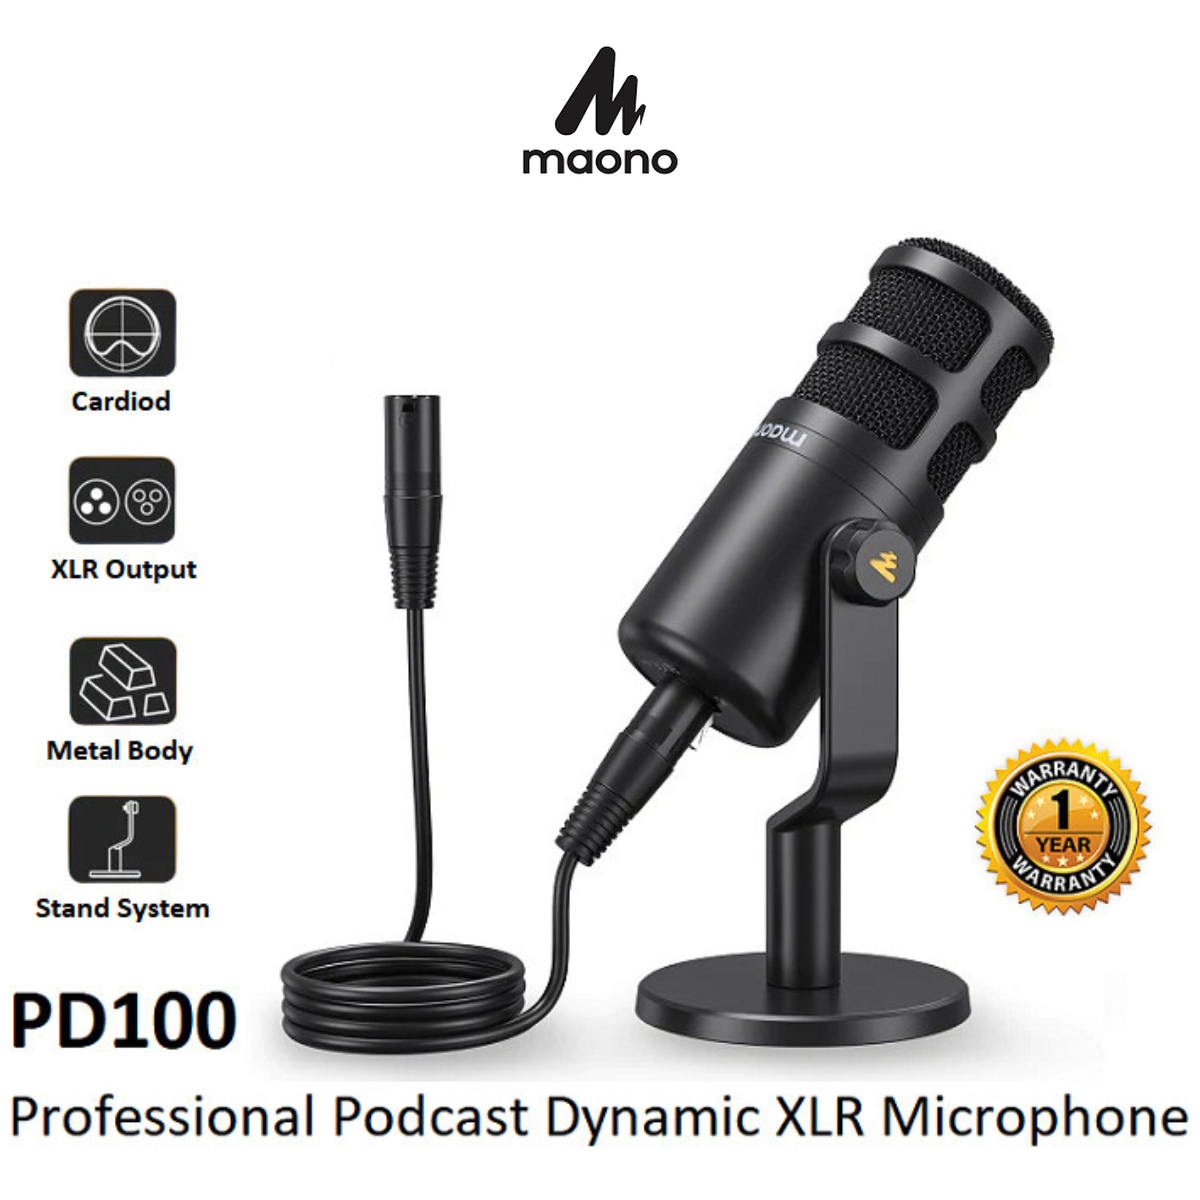 maono
Cardiod
XLR Output
Metal Body
Stand System
maono
WARRANTY
1
YEAR
WARRANTY
PD100
Professional Podcast Dynamic XLR Microphone